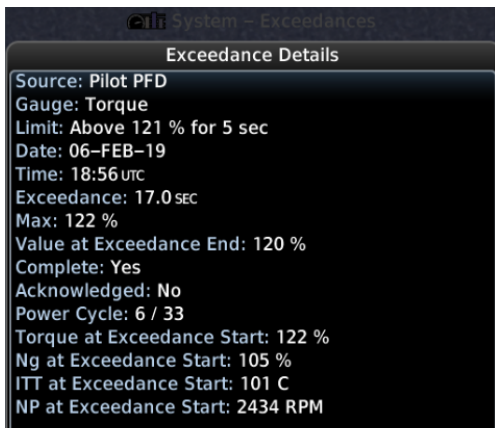 System – Exceedances
Exceedance Details
Source: Pilot PFD
Gauge: Torque
Limit: Above 121 % for 5 sec
Date: 06–FEB–19
Time: 18:56 UTC
Exceedance: 17.0 SEC
Max: 122 %
Value at Exceedance End: 120 %
Complete: Yes
Acknowledged: No
Power Cycle: 6 / 33
Torque at Exceedance Start: 122 %
Ng at Exceedance Start: 105 %
ITT at Exceedance Start: 101 C
NP at Exceedance Start: 2434 RPM